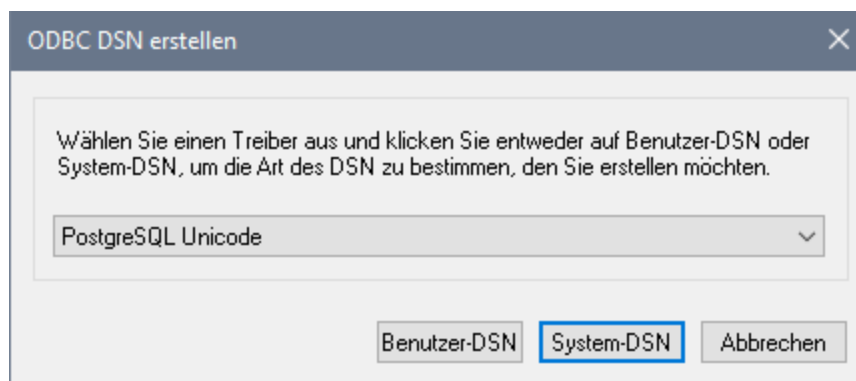 ODBC DSN erstellen
Wählen Sie einen Treiber aus und klicken Sie entweder auf Benutzer-DSN oder
System-DSN, um die Art des DSN zu bestimmen, den Sie erstellen möchten.
PostgreSQL Unicode
Benutzer-DSN System-DSN Abbrechen